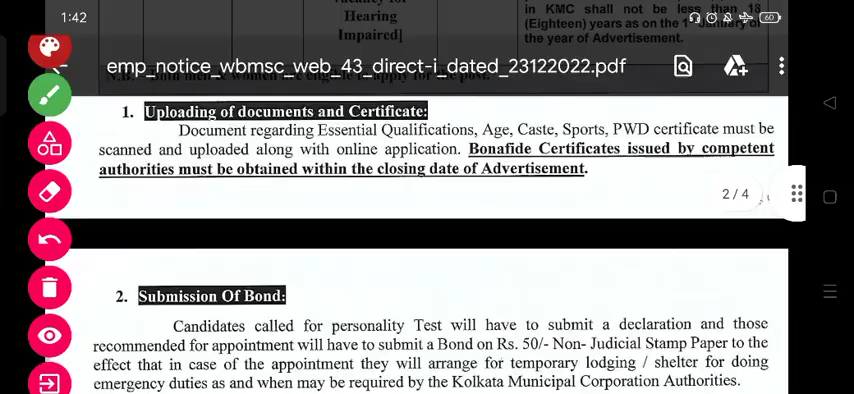 1:42
60
vacancy for
Hearing
Impaired]
in KMC shall not be less than 18
(Eighteen) years as on the 1st January of
the year of Advertisement.
emp_notice_wbmsc_web_43_direct-i_dated_23122022.pdf
1. Uploading of documents and Certificate:
Document regarding Essential Qualifications, Age, Caste, Sports, PWD certificate must be
scanned and uploaded along with online application. Bonafide Certificates issued by competent
authorities must be obtained within the closing date of Advertisement.
2 / 4
2. Submission Of Bond:
Candidates called for personality Test will have to submit a declaration and those
recommended for appointment will have to submit a Bond on Rs. 50/- Non- Judicial Stamp Paper to the
effect that in case of the appointment they will arrange for temporary lodging / shelter for doing
emergency duties as and when may be required by the Kolkata Municipal Corporation Authorities.